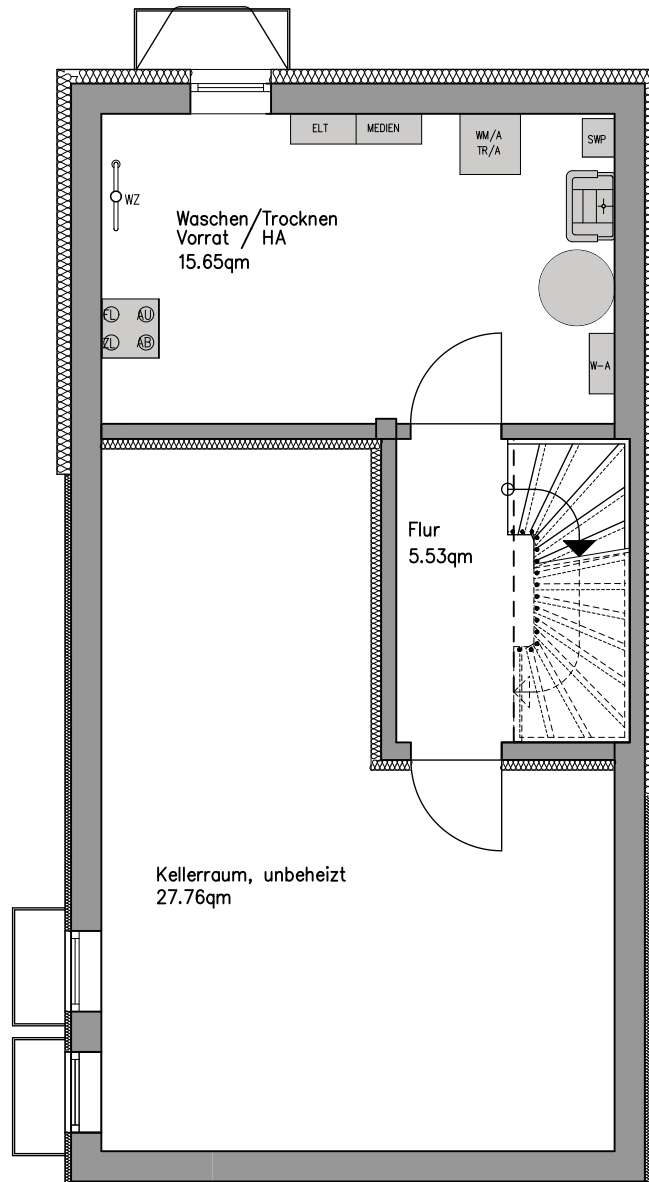 ELT MEDIEN
WM/A
TR/A
SWP
WZ
Waschen/Trocknen
Vorrat / HA
15.65qm
FL AU
ZL AB
W-A
Flur
5.53qm
Kellerraum, unbeheizt
27.76qm